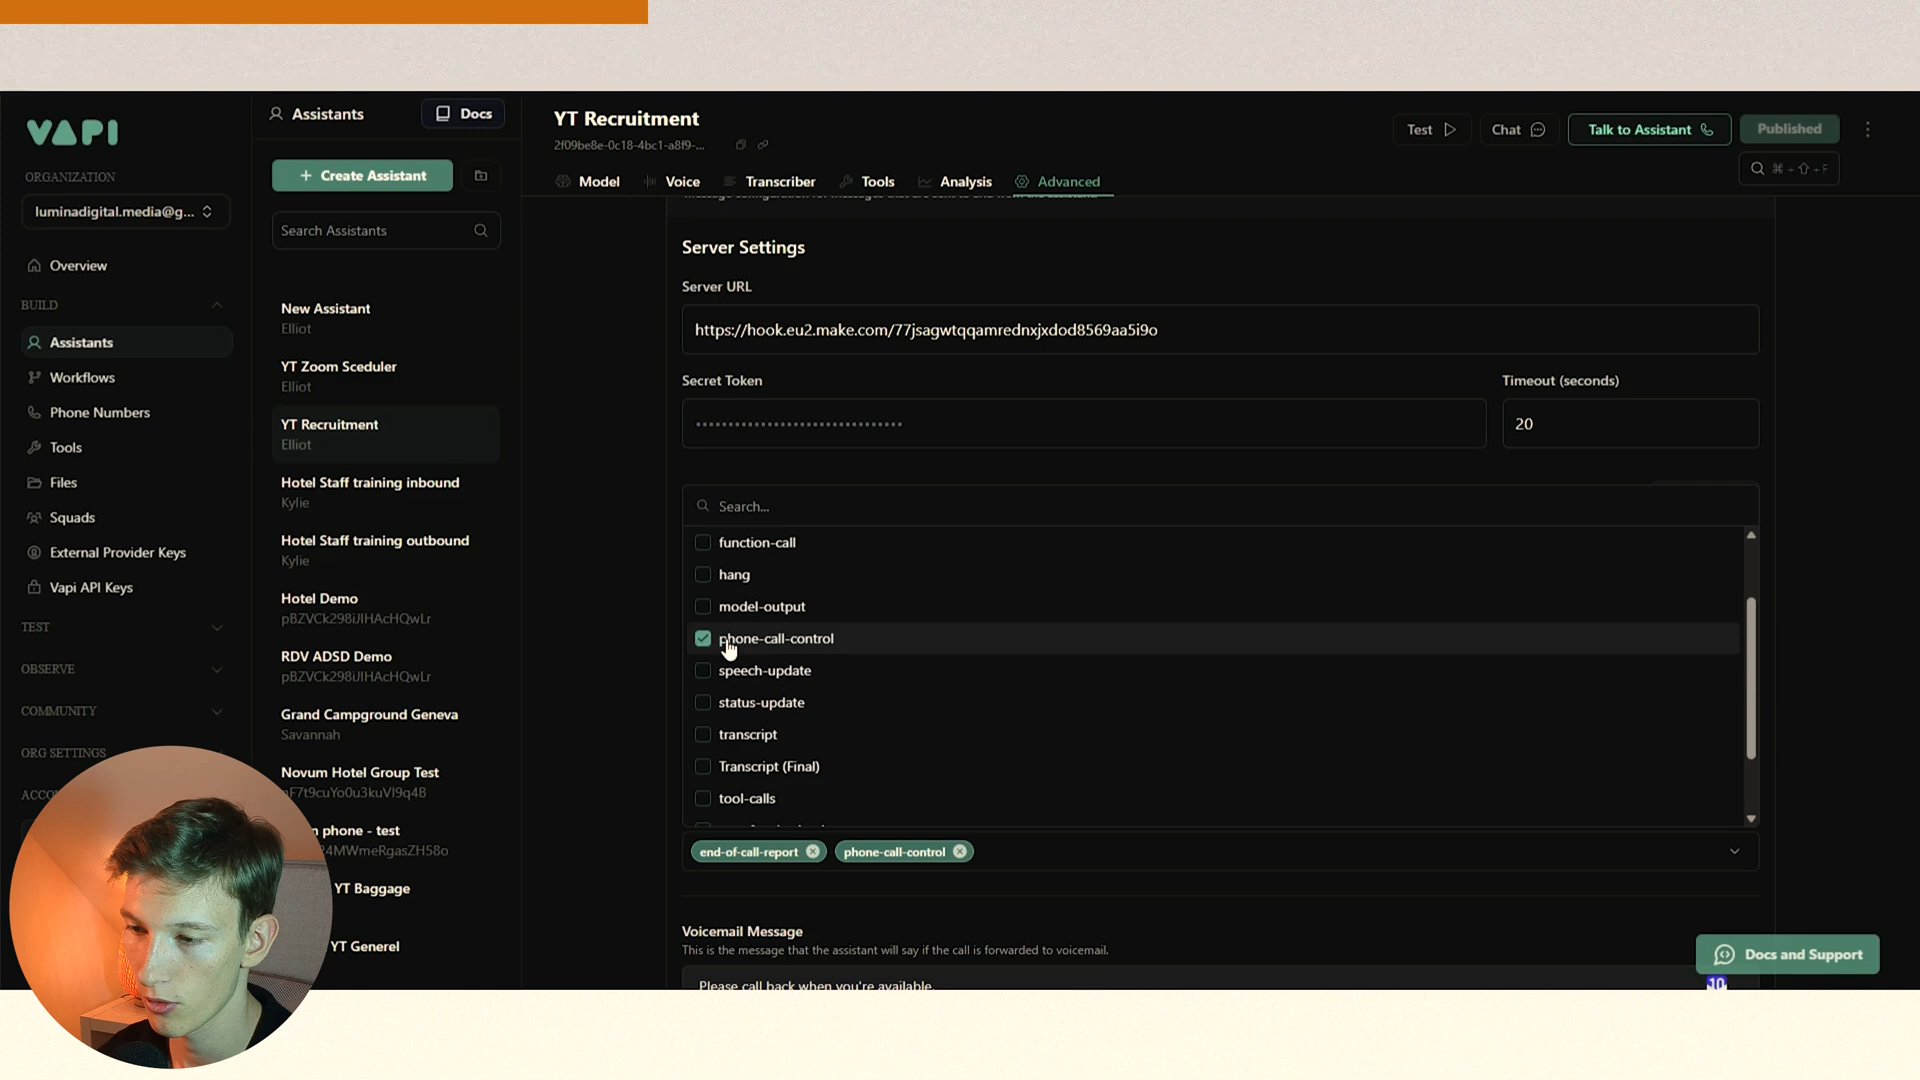 VAPI
ORGANIZATION
luminadigital.media@g...
Overview
BUILD
Assistants
Workflows
Phone Numbers
Tools
Files
Squads
External Provider Keys
Vapi API Keys
TEST
OBSERVE
COMMUNITY
ORG SETTINGS
Assistants
Docs
+ Create Assistant
Search Assistants
New Assistant
Elliot
YT Zoom Sceduler
Elliot
YT Recruitment
Elliot
Hotel Staff training inbound
Kylie
Hotel Staff training outbound
Kylie
Hotel Demo
pBZVCk298iJIHAcHQwLr
RDV ADSD Demo
pBZVCk298iJIHAcHQwLr
Grand Campground Geneva
Savannah
Novum Hotel Group Test
phone - test
YT Baggage
YT Generel
YT Recruitment
2f09be8e-0c18-4bc1-a8f9-...
Test
Chat
Talk to Assistant
Published
Model
Voice
Transcriber
Tools
Analysis
Advanced
Server Settings
Server URL
https://hook.eu2.make.com/77jsagwtqqamrednxjxdod8569aa5i9o
Secret Token
Timeout (seconds)
20
Search...
function-call
hang
model-output
phone-call-control
speech-update
status-update
transcript
Transcript (Final)
tool-calls
end-of-call-report
phone-call-control
Voicemail Message
This is the message that the assistant will say if the call is forwarded to voicemail.
Please call back when you're available.
Docs and Support
10